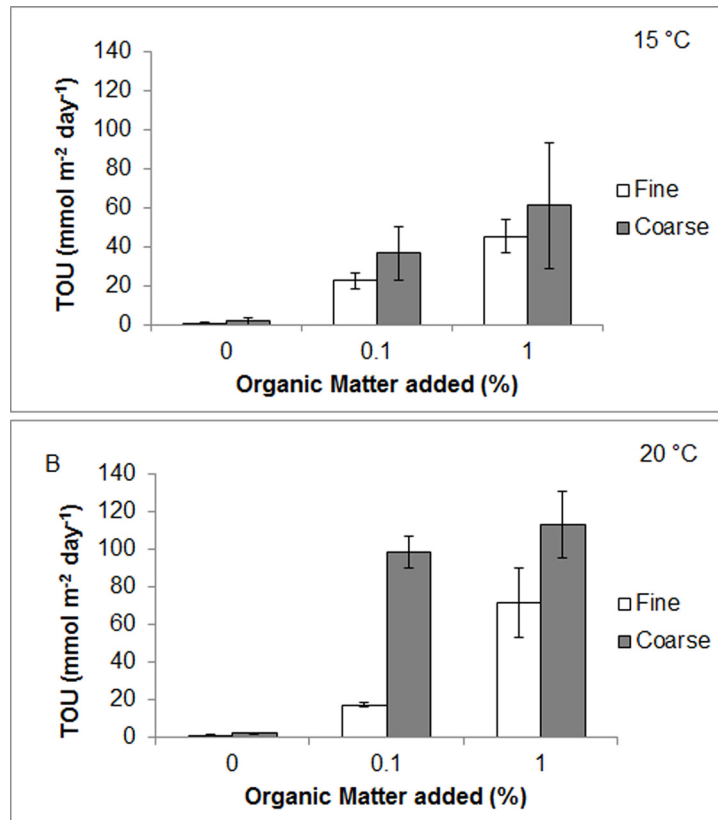 15 °C
140
120
100
80
60
40
20
0
TOU (mmol m⁻² day⁻¹)
Fine
Coarse
0 0.1 1
Organic Matter added (%)
B
20 °C
140
120
100
80
60
40
20
0
TOU (mmol m⁻² day⁻¹)
Fine
Coarse
0 0.1 1
Organic Matter added (%)